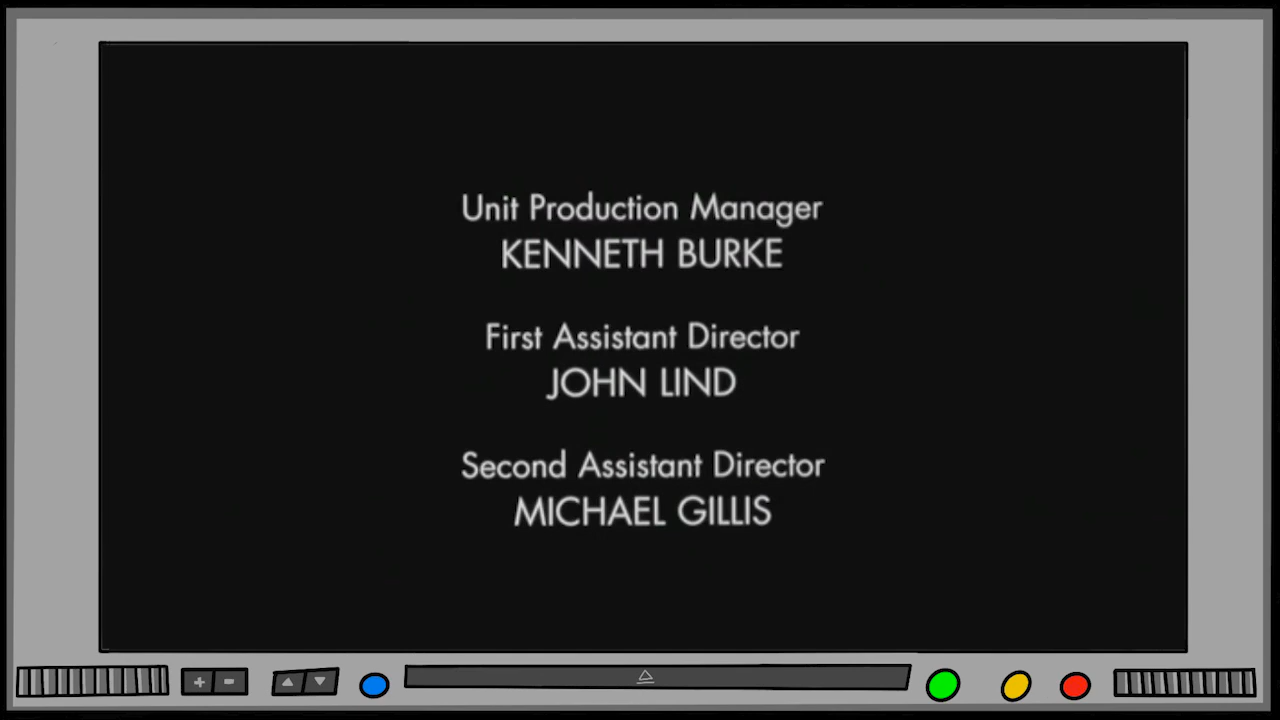 Unit Production Manager
KENNETH BURKE
First Assistant Director
JOHN LIND
Second Assistant Director
MICHAEL GILLIS